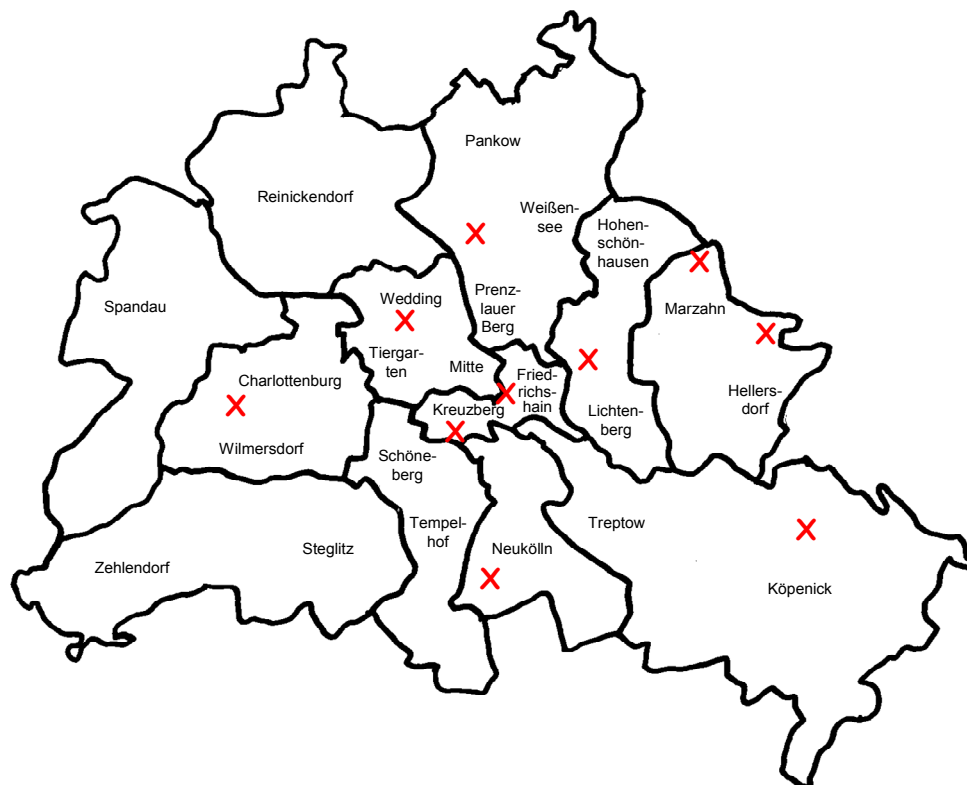 Pankow
Reinickendorf
Weißen-
see
Hohen-
schön-
hausen
Spandau
Wedding
Prenz-
lauer
Berg
Marzahn
Tiergar-
ten
Mitte
Fried-
richs-
hain
Charlottenburg
Hellers-
dorf
Kreuzberg
Lichten-
berg
Wilmersdorf
Schöne-
berg
Tempel-
hof
Treptow
Steglitz
Neukölln
Zehlendorf
Köpenick